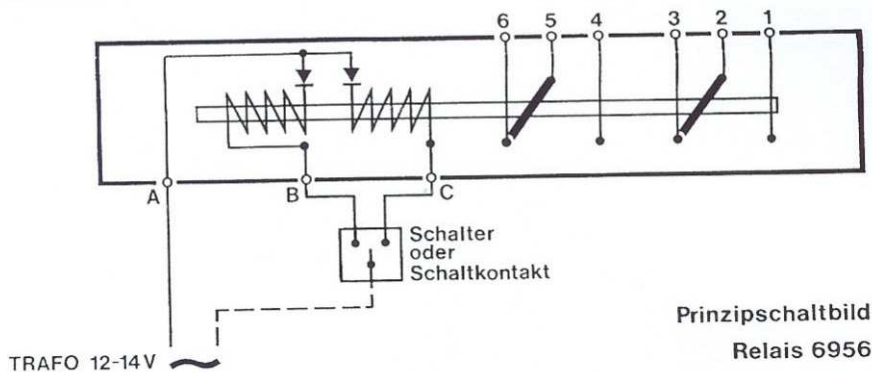 6 5 4 3 2 1
A B C
Schalter
oder
Schaltkontakt
TRAFO 12-14V
Prinzipschaltbild
Relais 6956